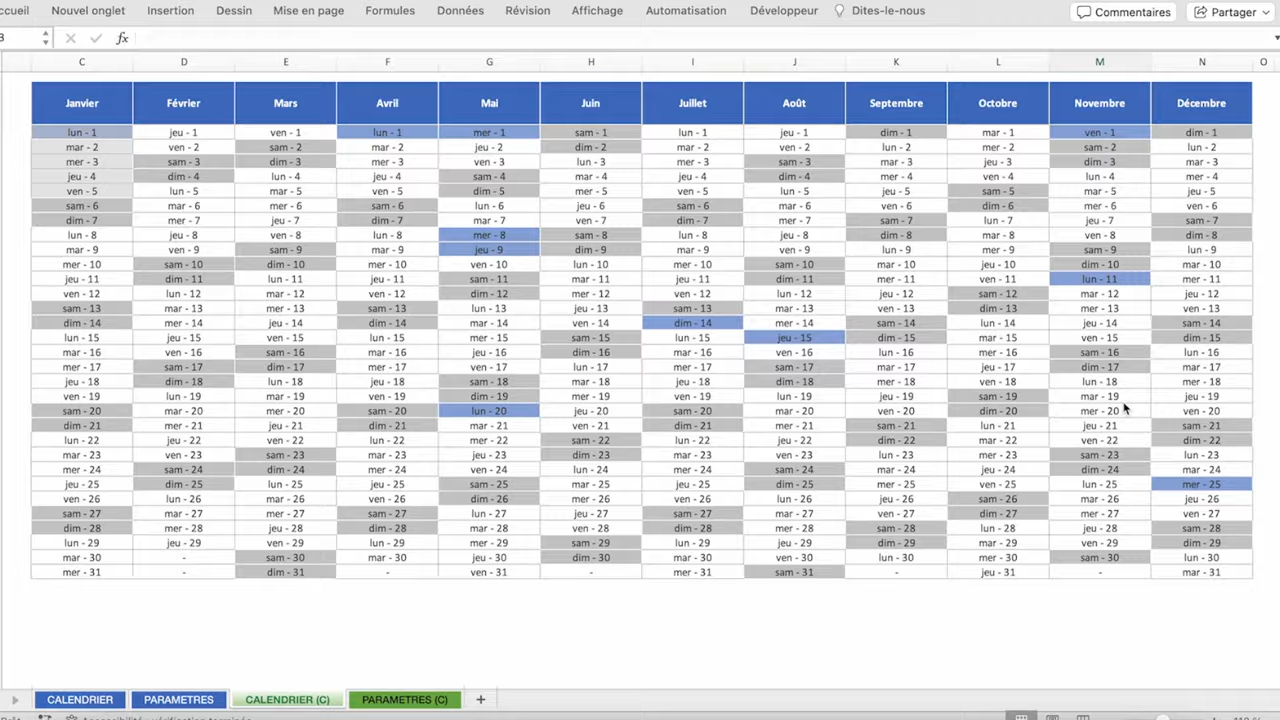 ccueil Nouvel onglet Insertion Dessin Mise en page Formules Données Révision Affichage Automatisation Développeur Dites-le-nous Commentaires Partager
3 fx
C D E F G H I J K L M N O
Janvier Février Mars Avril Mai Juin Juillet Août Septembre Octobre Novembre Décembre
lun - 1 jeu - 1 ven - 1 lun - 1 mer - 1 sam - 1 lun - 1 jeu - 1 dim - 1 mar - 1 ven - 1 dim - 1
mar - 2 ven - 2 sam - 2 mar - 2 jeu - 2 dim - 2 mar - 2 ven - 2 lun - 2 mer - 2 sam - 2 lun - 2
mer - 3 sam - 3 dim - 3 mer - 3 ven - 3 lun - 3 mer - 3 sam - 3 mar - 3 jeu - 3 dim - 3 mar - 3
jeu - 4 dim - 4 lun - 4 jeu - 4 sam - 4 mar - 4 jeu - 4 dim - 4 mer - 4 ven - 4 lun - 4 mer - 4
ven - 5 lun - 5 mar - 5 ven - 5 dim - 5 mer - 5 ven - 5 lun - 5 jeu - 5 sam - 5 mar - 5 jeu - 5
sam - 6 mar - 6 mer - 6 sam - 6 lun - 6 jeu - 6 sam - 6 mar - 6 ven - 6 dim - 6 mer - 6 ven - 6
dim - 7 mer - 7 jeu - 7 dim - 7 mar - 7 ven - 7 dim - 7 mer - 7 sam - 7 lun - 7 jeu - 7 sam - 7
lun - 8 jeu - 8 ven - 8 lun - 8 mer - 8 sam - 8 lun - 8 jeu - 8 dim - 8 mar - 8 ven - 8 dim - 8
mar - 9 ven - 9 sam - 9 mar - 9 jeu - 9 dim - 9 mar - 9 ven - 9 lun - 9 mer - 9 sam - 9 lun - 9
mer - 10 sam - 10 dim - 10 mer - 10 ven - 10 lun - 10 mer - 10 sam - 10 mar - 10 jeu - 10 dim - 10 mar - 10
jeu - 11 dim - 11 lun - 11 jeu - 11 sam - 11 mar - 11 jeu - 11 dim - 11 mer - 11 ven - 11 lun - 11 mer - 11
ven - 12 lun - 12 mar - 12 ven - 12 dim - 12 mer - 12 ven - 12 lun - 12 jeu - 12 sam - 12 mar - 12 jeu - 12
sam - 13 mar - 13 mer - 13 sam - 13 lun - 13 jeu - 13 sam - 13 mar - 13 ven - 13 dim - 13 mer - 13 ven - 13
dim - 14 mer - 14 jeu - 14 dim - 14 mar - 14 ven - 14 dim - 14 mer - 14 sam - 14 lun - 14 jeu - 14 sam - 14
lun - 15 jeu - 15 ven - 15 lun - 15 mer - 15 sam - 15 lun - 15 jeu - 15 dim - 15 mar - 15 ven - 15 dim - 15
mar - 16 ven - 16 sam - 16 mar - 16 jeu - 16 dim - 16 mar - 16 ven - 16 lun - 16 mer - 16 sam - 16 lun - 16
mer - 17 sam - 17 dim - 17 mer - 17 ven - 17 lun - 17 mer - 17 sam - 17 mar - 17 jeu - 17 dim - 17 mar - 17
jeu - 18 dim - 18 lun - 18 jeu - 18 sam - 18 mar - 18 jeu - 18 dim - 18 mer - 18 ven - 18 lun - 18 mer - 18
ven - 19 lun - 19 mar - 19 ven - 19 dim - 19 mer - 19 ven - 19 lun - 19 jeu - 19 sam - 19 mar - 19 jeu - 19
sam - 20 mar - 20 mer - 20 sam - 20 lun - 20 jeu - 20 sam - 20 mar - 20 ven - 20 dim - 20 mer - 20 ven - 20
dim - 21 mer - 21 jeu - 21 dim - 21 mar - 21 ven - 21 dim - 21 mer - 21 sam - 21 lun - 21 jeu - 21 sam - 21
lun - 22 jeu - 22 ven - 22 lun - 22 mer - 22 sam - 22 lun - 22 jeu - 22 dim - 22 mar - 22 ven - 22 dim - 22
mar - 23 ven - 23 sam - 23 mar - 23 jeu - 23 dim - 23 mar - 23 ven - 23 lun - 23 mer - 23 sam - 23 lun - 23
mer - 24 sam - 24 dim - 24 mer - 24 ven - 24 lun - 24 mer - 24 sam - 24 mar - 24 jeu - 24 dim - 24 mar - 24
jeu - 25 dim - 25 lun - 25 jeu - 25 sam - 25 mar - 25 jeu - 25 dim - 25 mer - 25 ven - 25 lun - 25 mer - 25
ven - 26 lun - 26 mar - 26 ven - 26 dim - 26 mer - 26 ven - 26 lun - 26 jeu - 26 sam - 26 mar - 26 jeu - 26
sam - 27 mar - 27 mer - 27 sam - 27 lun - 27 jeu - 27 sam - 27 mar - 27 ven - 27 dim - 27 mer - 27 ven - 27
dim - 28 mer - 28 jeu - 28 dim - 28 mar - 28 ven - 28 dim - 28 mer - 28 sam - 28 lun - 28 jeu - 28 sam - 28
lun - 29 jeu - 29 ven - 29 lun - 29 mer - 29 sam - 29 lun - 29 jeu - 29 dim - 29 mar - 29 ven - 29 dim - 29
mar - 30 - sam - 30 mar - 30 jeu - 30 dim - 30 mar - 30 ven - 30 lun - 30 mer - 30 sam - 30 lun - 30
mer - 31 - dim - 31 - ven - 31 - mer - 31 sam - 31 - jeu - 31 - mar - 31
CALENDRIER PARAMETRES CALENDRIER (C) PARAMETRES (C) +